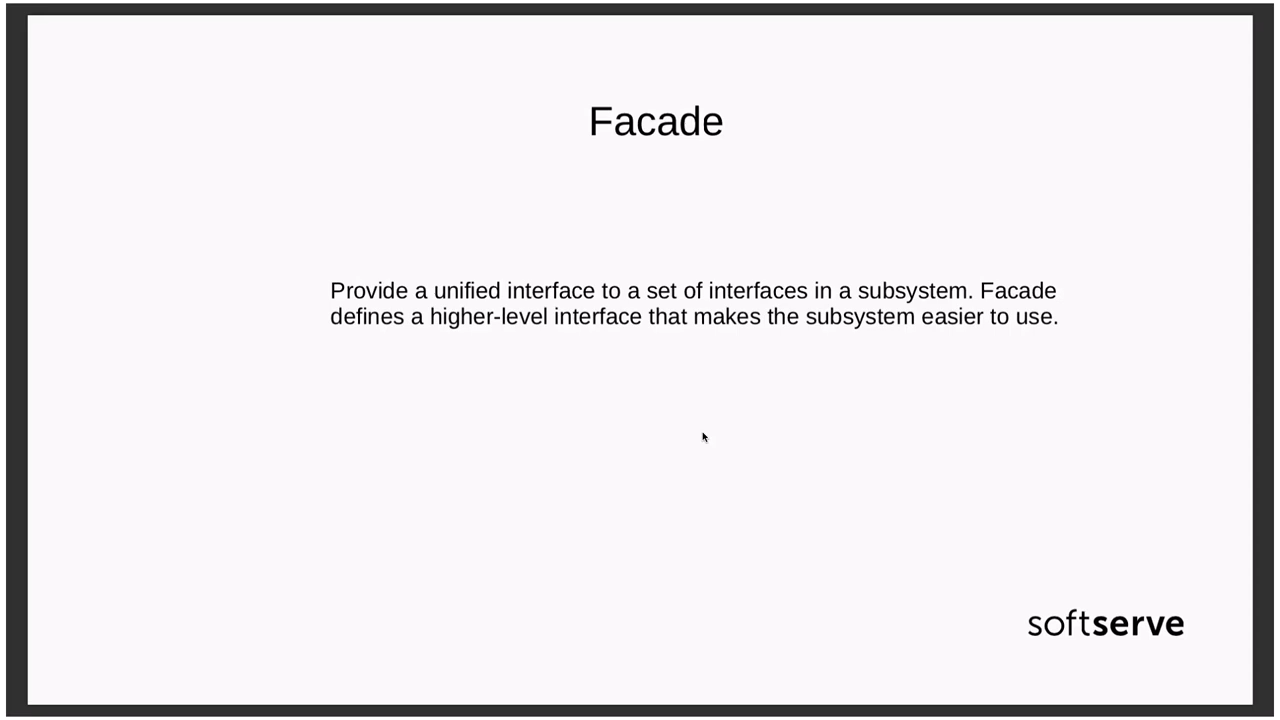 Facade
Provide a unified interface to a set of interfaces in a subsystem. Facade
defines a higher-level interface that makes the subsystem easier to use.
softserve